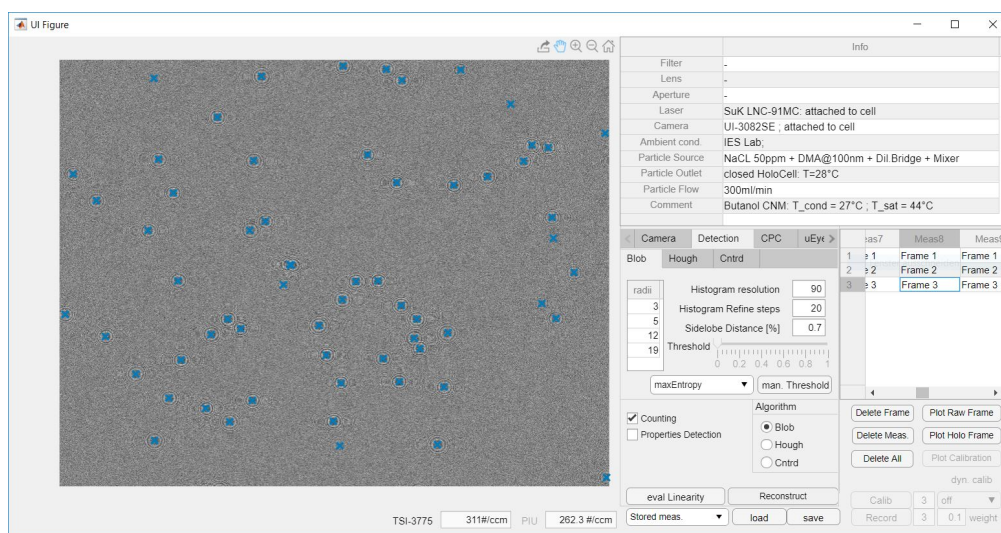 UI Figure
Info
Filter -
Lens -
Aperture -
Laser SuK LNC-91MC: attached to cell
Camera UI-3082SE ; attached to cell
Ambient cond. IES Lab;
Particle Source NaCL 50ppm + DMA@100nm + Dil.Bridge + Mixer
Particle Outlet closed HoloCell: T=28°C
Particle Flow 300ml/min
Comment Butanol CNM: T_cond = 27°C ; T_sat = 44°C
Camera Detection CPC uEye
Blob Hough Cntrd
radii
3
5
12
19
Histogram resolution 90
Histogram Refine steps 20
Sidelobe Distance [%] 0.7
Threshold
0 0.2 0.4 0.6 0.8 1
maxEntropy man. Threshold
eas7 Meas8 Meas
1 e 1 Frame 1 Frame 1
2 e 2 Frame 2 Frame 2
3 e 3 Frame 3 Frame 3
Counting
Properties Detection
Algorithm
Blob
Hough
Cntrd
Delete Frame Plot Raw Frame
Delete Meas. Plot Holo Frame
Delete All Plot Calibration
dyn. calib.
eval Linearity Reconstruct
Calib 3 off
Stored meas. load save
Record 3 0.1 weight
TSI-3775 311#/ccm PIU 262.3 #/ccm